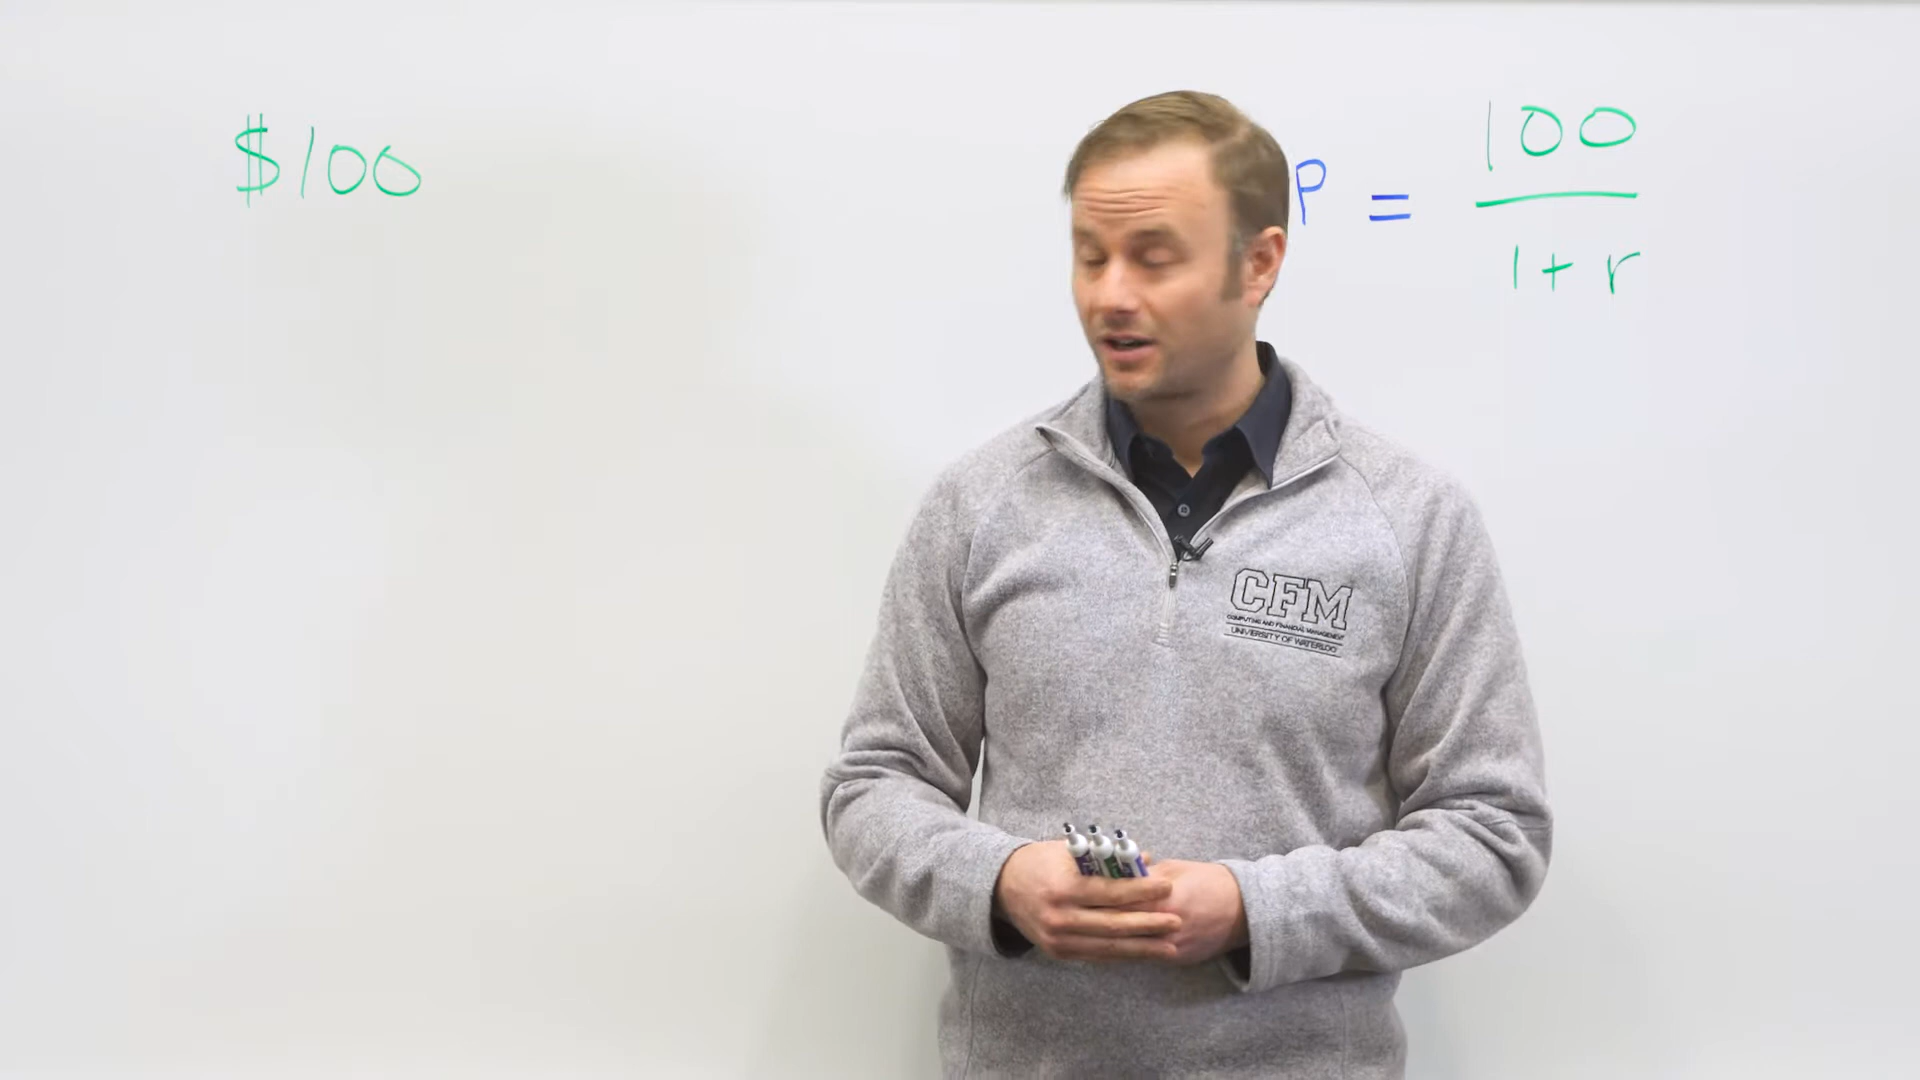 $100
P = 100
1 + r
CFM
COMPUTING AND FINANCIAL MANAGEMENT
UNIVERSITY OF WATERLOO